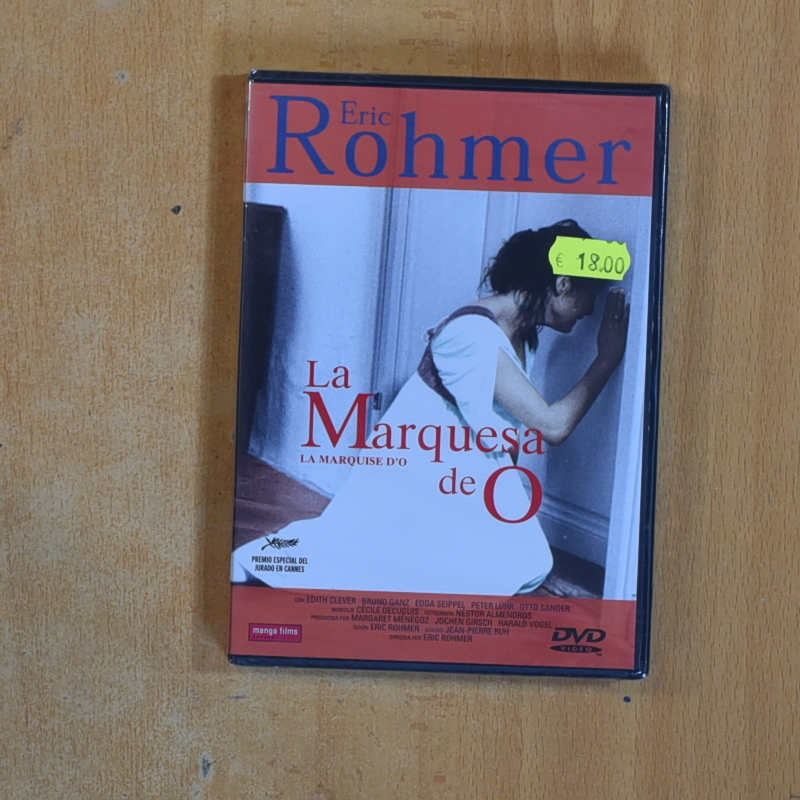 Eric
Rohmer
€ 18.00
La
Marquesa
LA MARQUISE D'O
de O
PREMIO ESPECIAL DEL
JURADO EN CANNES
CON EDITH CLEVER BRUNO GANZ EDDA SEIPPEL PETER LÜHR OTTO SANDER
MONTAJE CÉCILE DECUGUIS FOTOGRAFÍA NÉSTOR ALMENDROS
PRODUCIDA POR MARGARET MÉNÉGOZ JOCHEN GIRSCH HARALD VOGEL
GUIÓN ERIC ROHMER SONIDO JEAN-PIERRE RUH
DIRIGIDA POR ERIC ROHMER
manga films
DVD
VIDEO